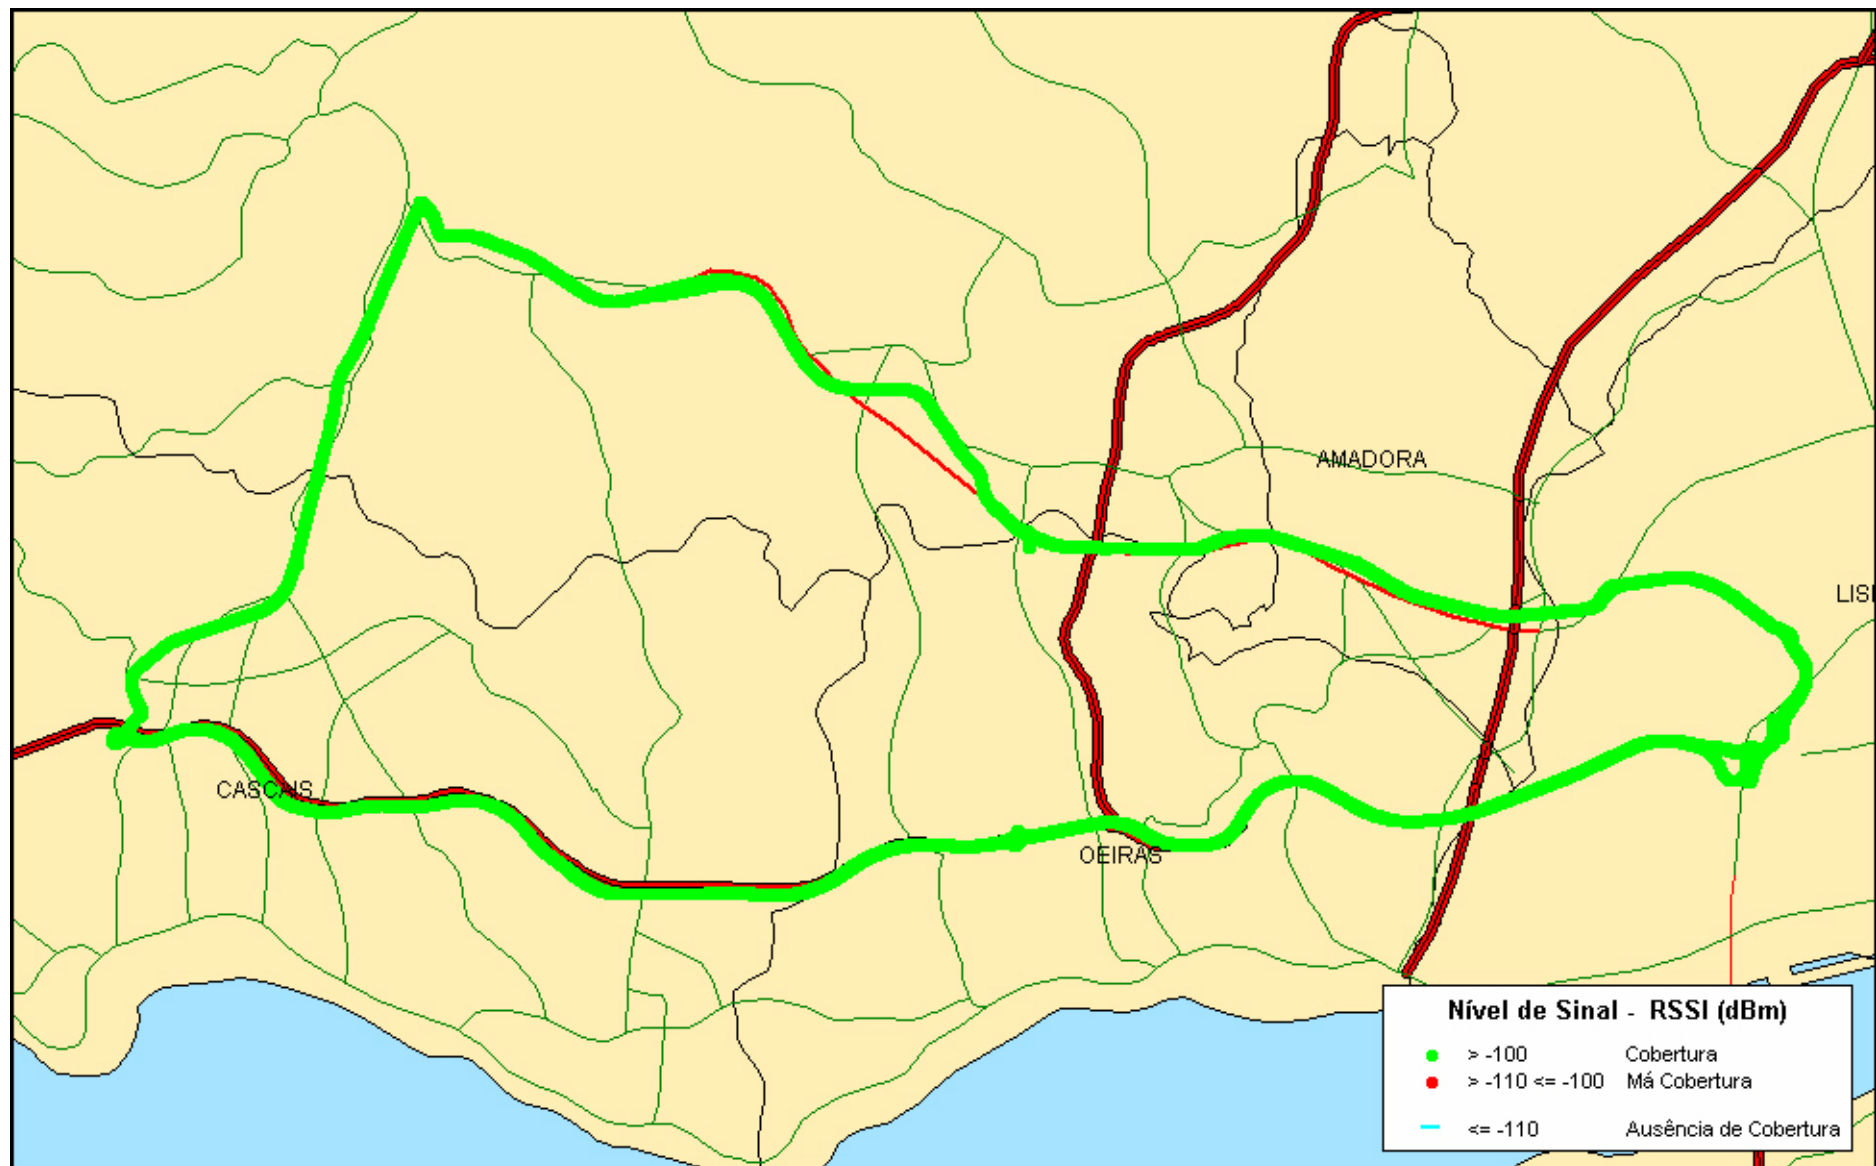 AMADORA
LIS
CASCAIS
OEIRAS
Nível de Sinal - RSSI (dBm)
> -100 Cobertura
> -110 <= -100 Má Cobertura
<= -110 Ausência de Cobertura